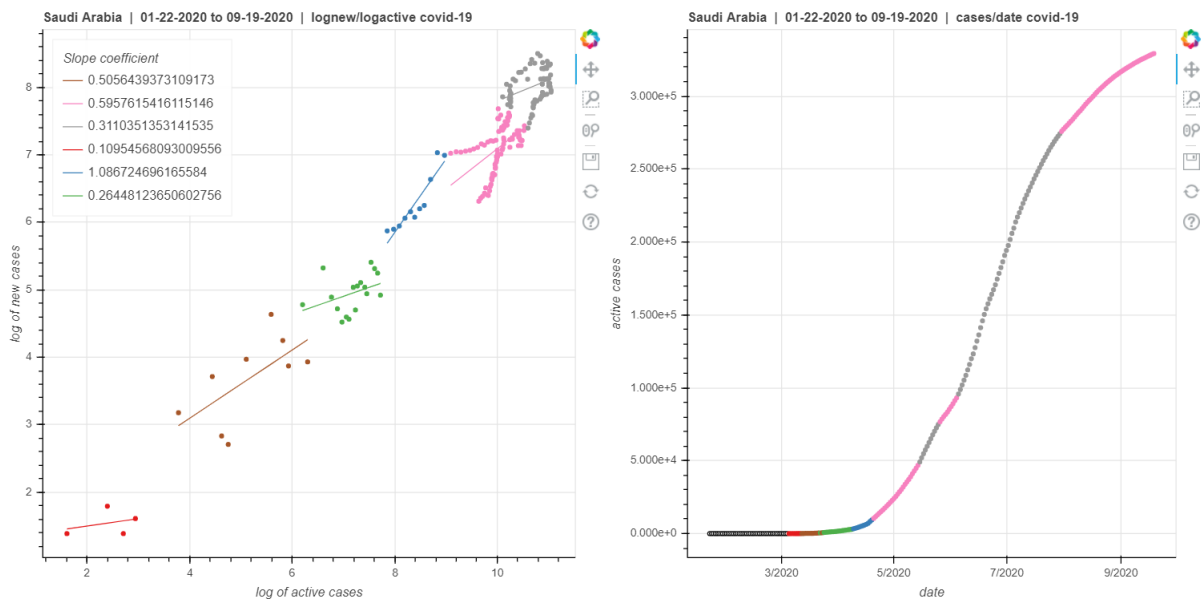 Saudi Arabia | 01-22-2020 to 09-19-2020 | lognew/logactive covid-19
Slope coefficient
0.5056439373109173
0.5957615416115146
0.3110351353141535
0.10954568093009556
1.086724696165584
0.26448123650602756
8
7
6
5
4
3
2
log of new cases
2
4
6
8
10
log of active cases
Saudi Arabia | 01-22-2020 to 09-19-2020 | cases/date covid-19
3.000e+5
2.500e+5
2.000e+5
1.500e+5
1.000e+5
5.000e+4
0.000e+0
active cases
3/2020
5/2020
7/2020
9/2020
date